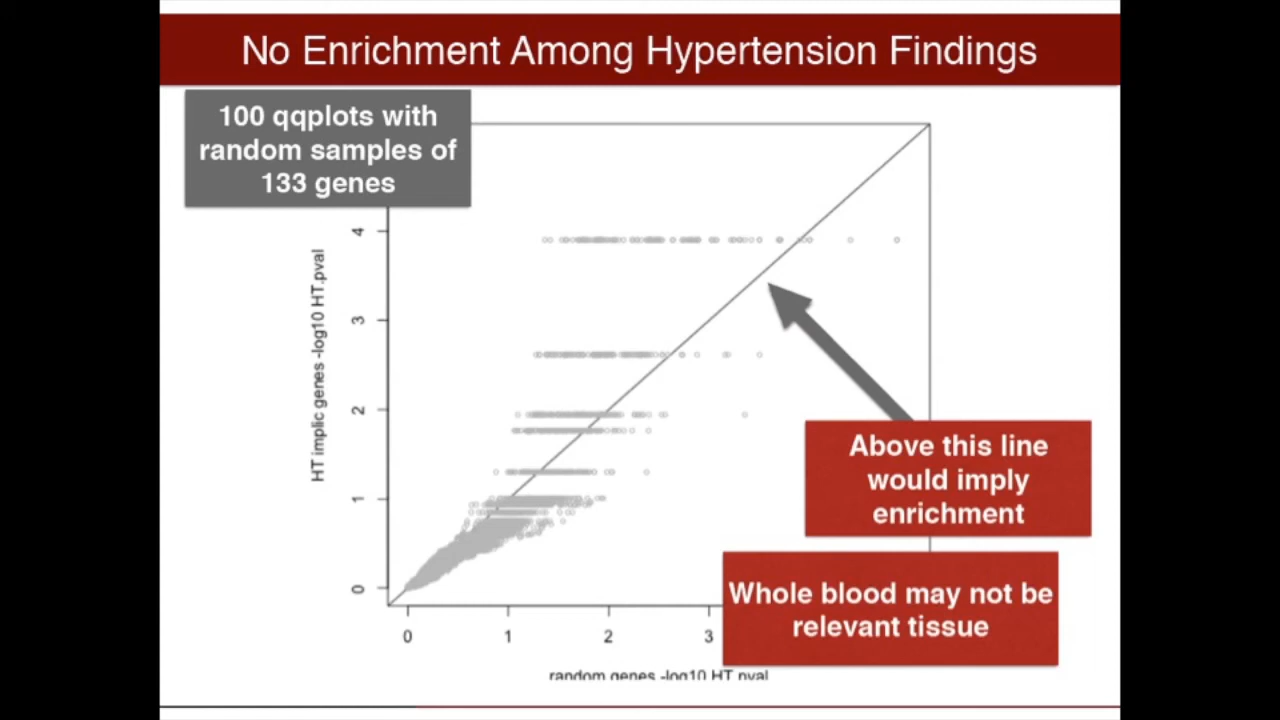 No Enrichment Among Hypertension Findings
100 qqplots with
random samples of
133 genes
HT implic genes -log10 HT.pval
4
3
2
1
0
0
1
2
3
random genes -log10 HT pval
Above this line
would imply
enrichment
Whole blood may not be
relevant tissue